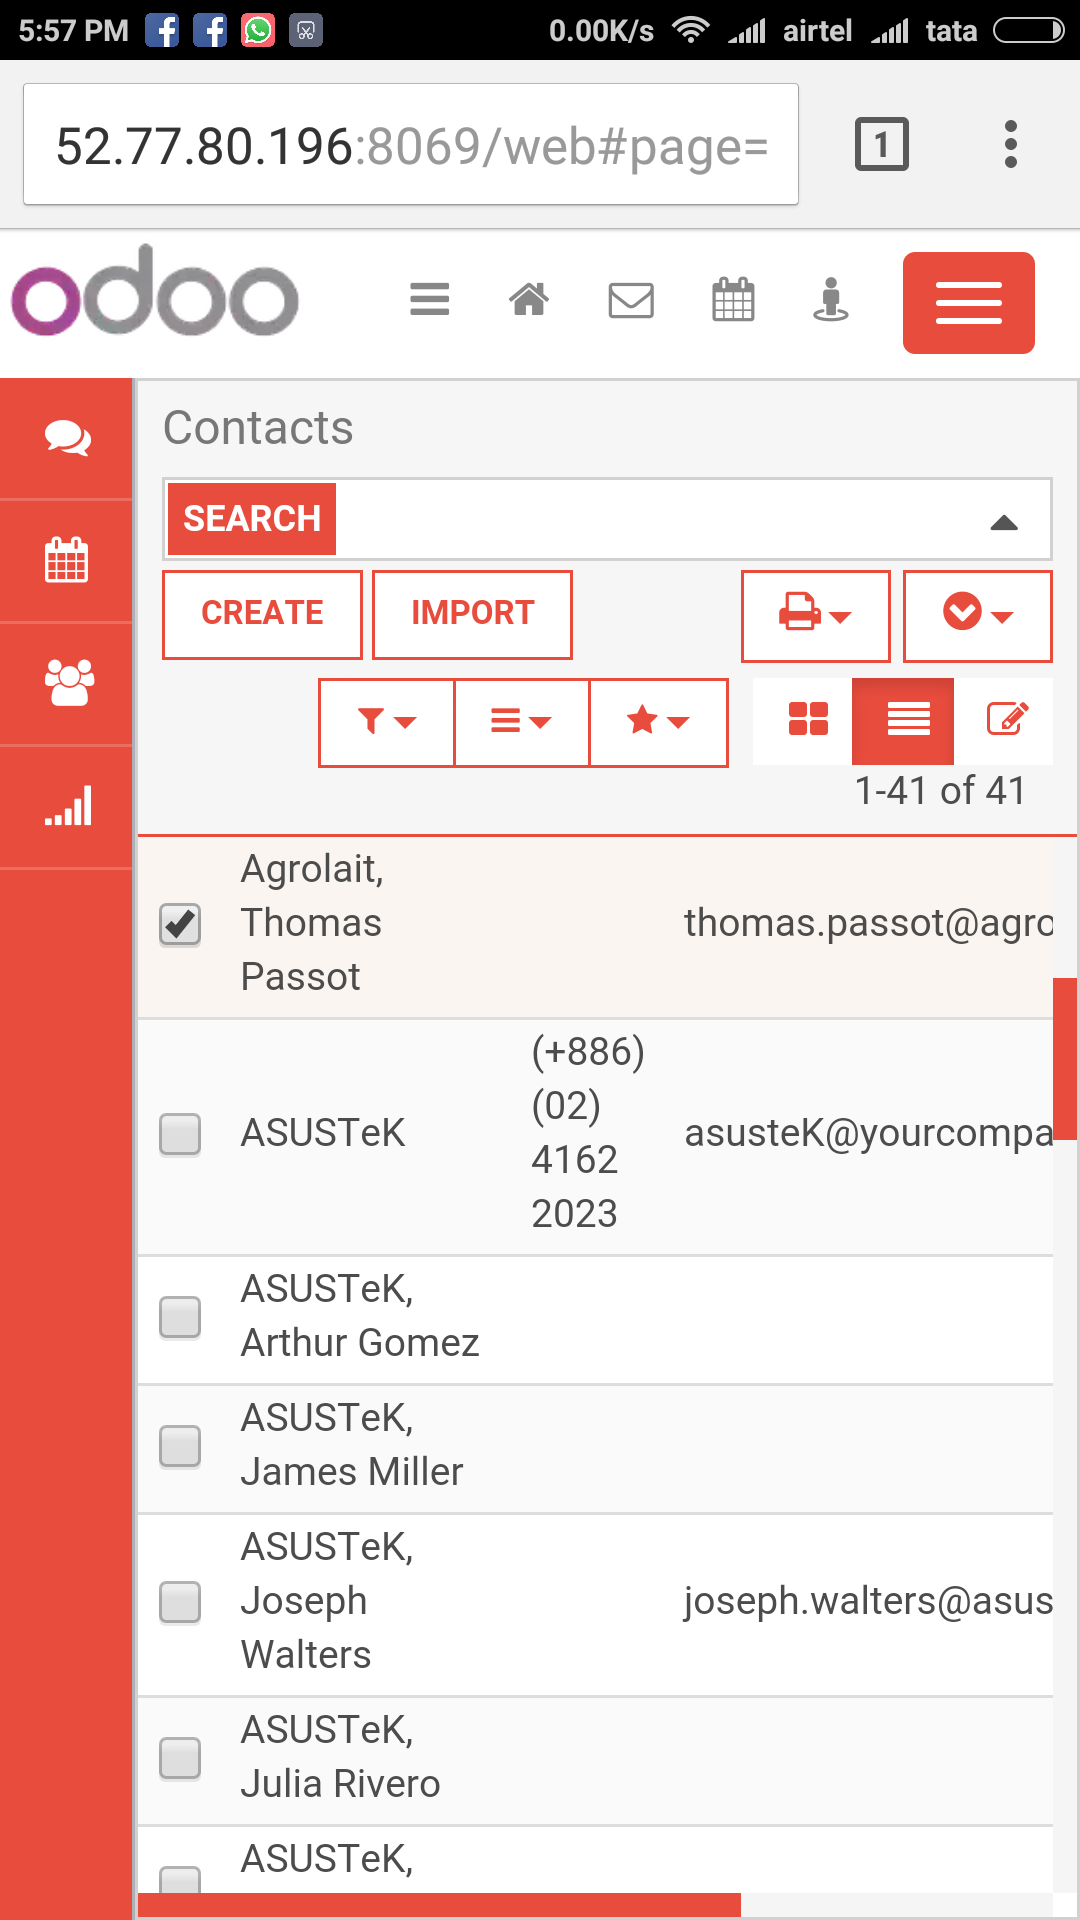 5:57 PM 0.00K/s airtel tata
52.77.80.196:8069/web#page= 1
odoo
Contacts
SEARCH
CREATE IMPORT
1-41 of 41
Agrolait,
Thomas thomas.passot@agro
Passot
(+886)
(02)
ASUSTeK asusteK@yourcompa
4162
2023
ASUSTeK,
Arthur Gomez
ASUSTeK,
James Miller
ASUSTeK,
Joseph joseph.walters@asus
Walters
ASUSTeK,
Julia Rivero
ASUSTeK,